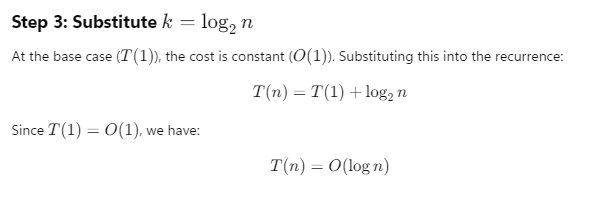 Step 3: Substitute k = log₂ n
At the base case (T(1)), the cost is constant (O(1)). Substituting this into the recurrence:
T(n) = T(1) + log₂ n
Since T(1) = O(1), we have:
T(n) = O(log n)